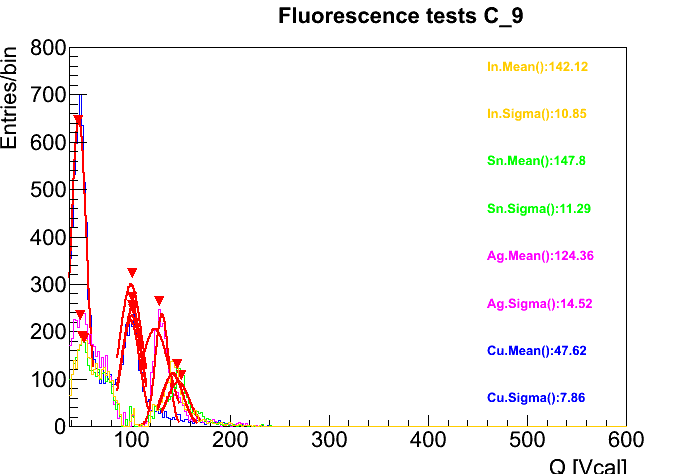 Fluorescence tests C_9
Entries/bin
800
700
600
500
400
300
200
100
0
In.Mean():142.12
In.Sigma():10.85
Sn.Mean():147.8
Sn.Sigma():11.29
Ag.Mean():124.36
Ag.Sigma():14.52
Cu.Mean():47.62
Cu.Sigma():7.86
100 200 300 400 500 600
Q [Vcal]